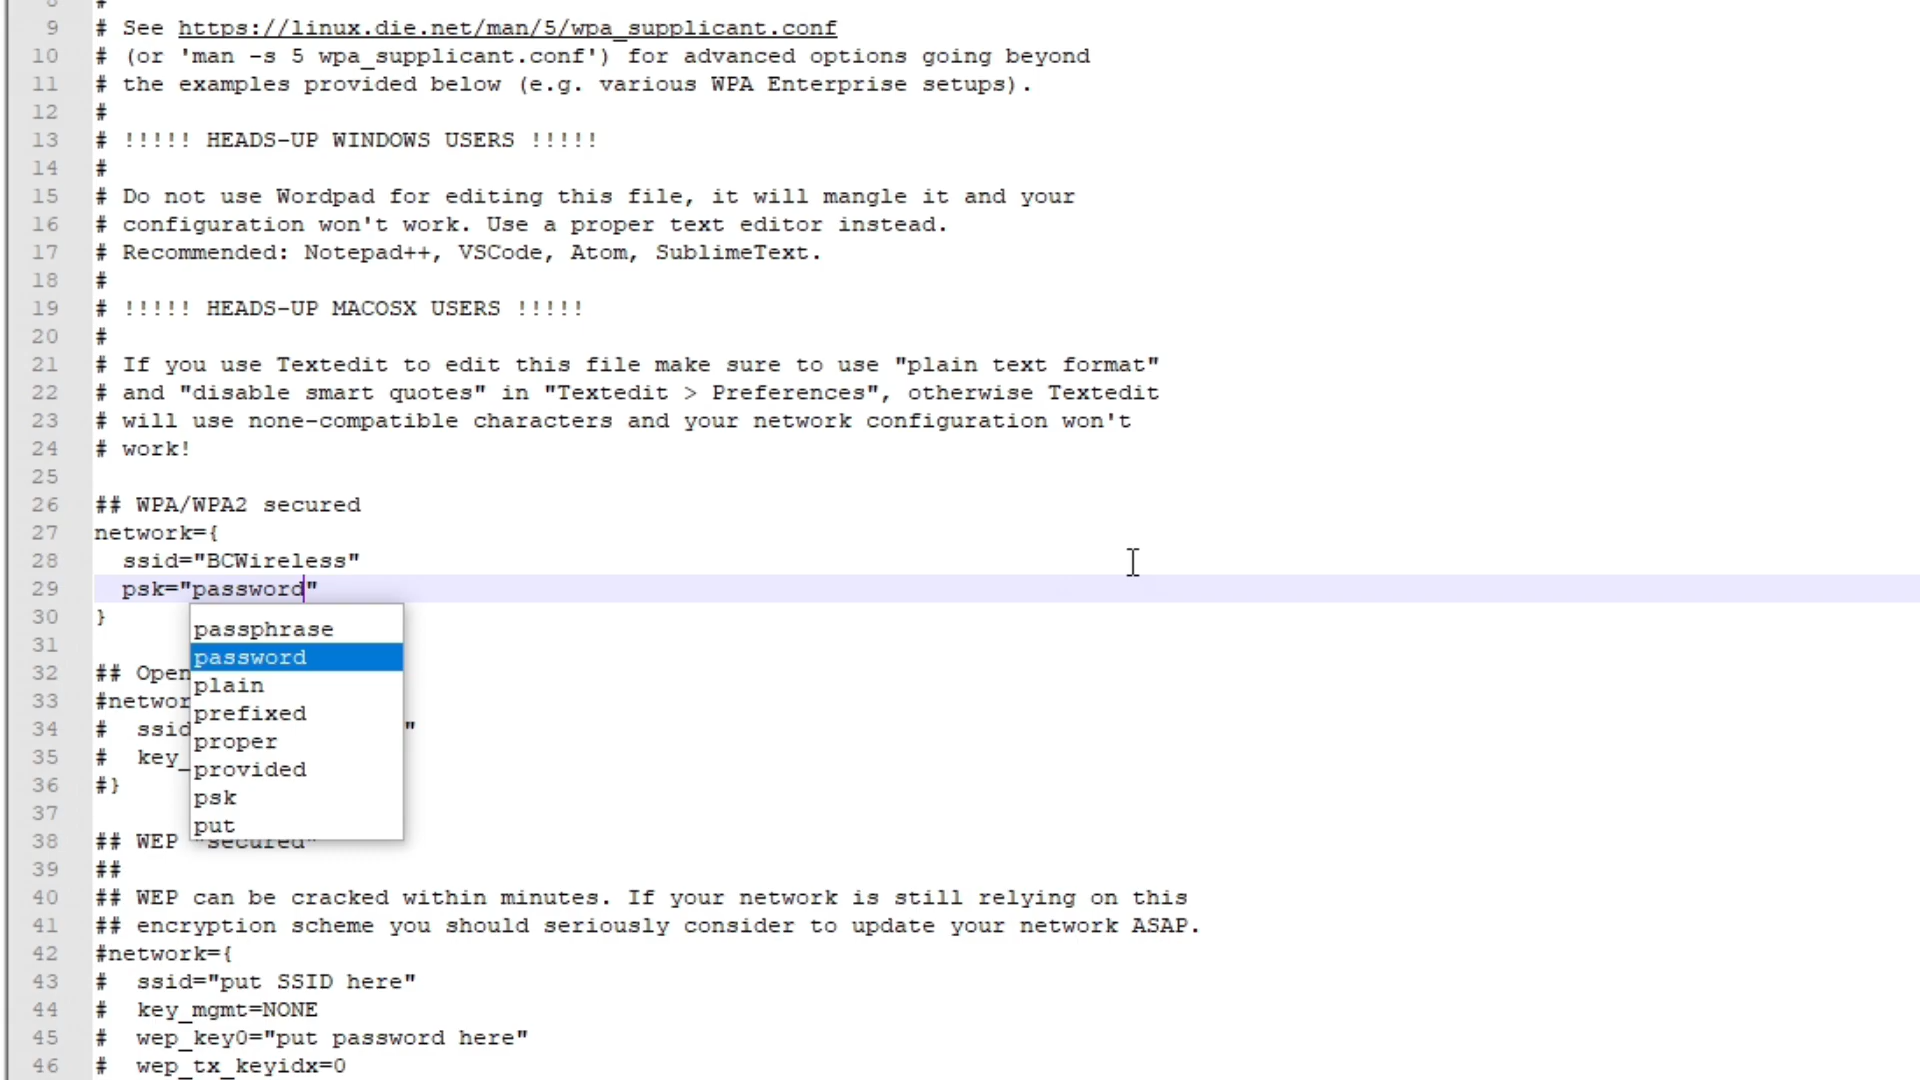 8 #
9 # See https://linux.die.net/man/5/wpa_supplicant.conf
10 # (or 'man -s 5 wpa_supplicant.conf') for advanced options going beyond
11 # the examples provided below (e.g. various WPA Enterprise setups).
12 #
13 # !!!!! HEADS-UP WINDOWS USERS !!!!!
14 #
15 # Do not use Wordpad for editing this file, it will mangle it and your
16 # configuration won't work. Use a proper text editor instead.
17 # Recommended: Notepad++, VSCode, Atom, SublimeText.
18 #
19 # !!!!! HEADS-UP MACOSX USERS !!!!!
20 #
21 # If you use Textedit to edit this file make sure to use "plain text format"
22 # and "disable smart quotes" in "Textedit > Preferences", otherwise Textedit
23 # will use none-compatible characters and your network configuration won't
24 # work!
25
26 ## WPA/WPA2 secured
27 network={
28   ssid="BCWireless"
29   psk="password"
30 }
31
32 ## Open
33 #networ
34 #  ssid "
35 #  key_
36 #}
37
passphrase
password
plain
prefixed
proper
provided
psk
put
38 ## WEP "secured"
39 ##
40 ## WEP can be cracked within minutes. If your network is still relying on this
41 ## encryption scheme you should seriously consider to update your network ASAP.
42 #network={
43 #  ssid="put SSID here"
44 #  key_mgmt=NONE
45 #  wep_key0="put password here"
46 #  wep_tx_keyidx=0